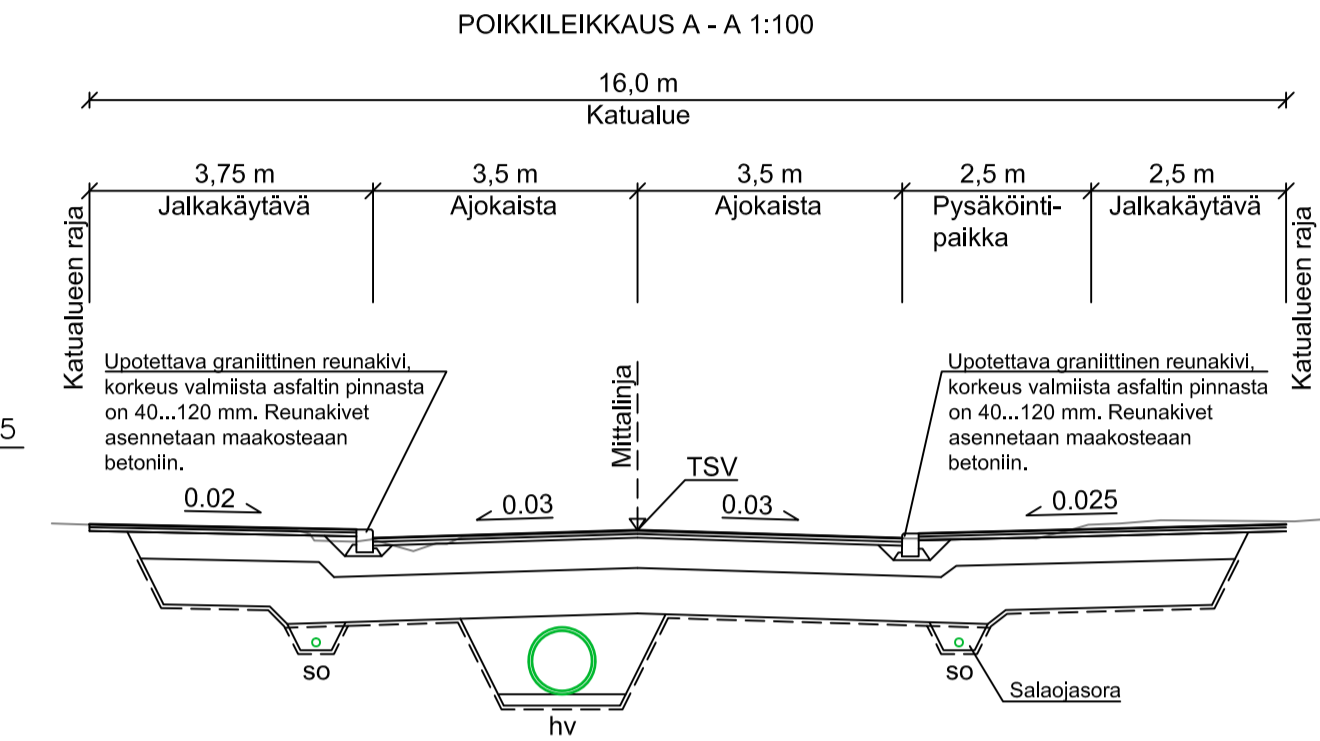 POIKKILEIKKAUS A - A 1:100
16,0 m
Katualue
3,75 m
3,5 m
3,5 m
2,5 m
2,5 m
Jalkakäytävä
Ajokaista
Ajokaista
Pysäköinti-
paikka
Jalkakäytävä
Katualueen raja
Katualueen raja
Upotettava graniittinen reunakivi,
korkeus valmiista asfaltin pinnasta
on 40...120 mm. Reunakivet
asennetaan maakosteaan
betoniin.
Mittalinja
Upotettava graniittinen reunakivi,
korkeus valmiista asfaltin pinnasta
on 40...120 mm. Reunakivet
asennetaan maakosteaan
betoniin.
5
TSV
0.02
0.03
0.03
0.025
so
hv
so
Salaojasora